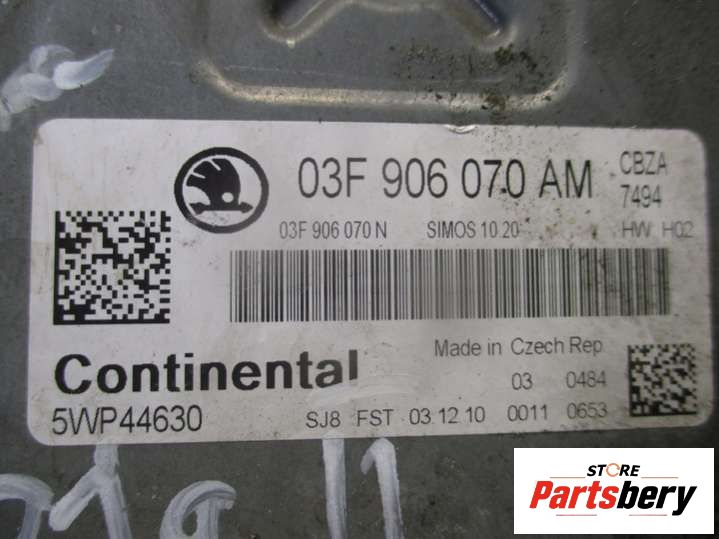 03F 906 070 AM
CBZA
7494
03F 906 070 N SIMOS 10 20 HW H02
Made in Czech Rep
Continental
03 0484
5WP44630 SJ8 FST 03.12.10 0011 0653
STORE
Partsbery